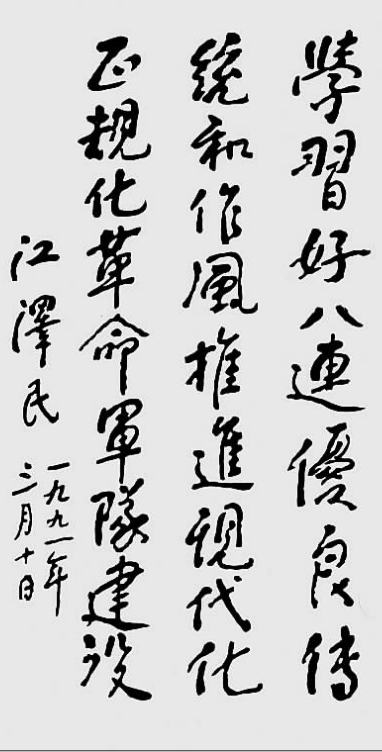 學習好八連優良傳
統和作風推進現代化
正規化革命軍隊建設
江澤民
一九九一年
三月十日